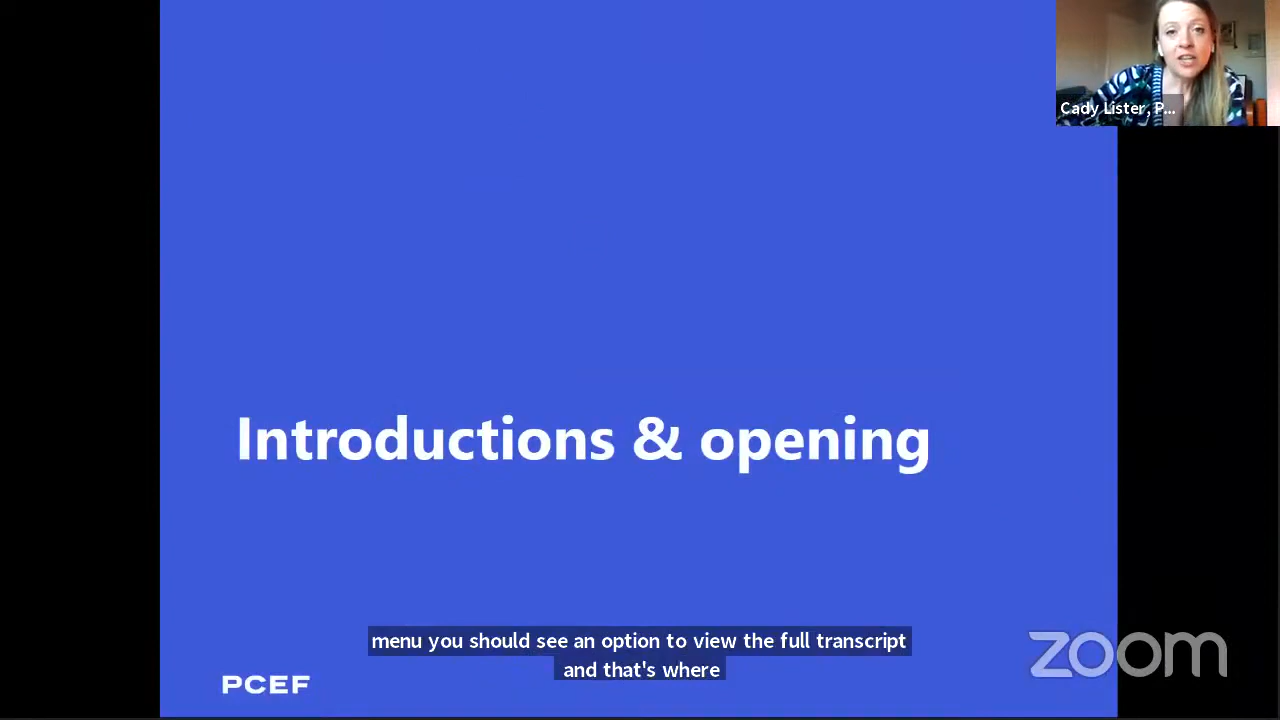 Cady Lister, P...
Introductions & opening
menu you should see an option to view the full transcript
and that's where
PCEF
zoom